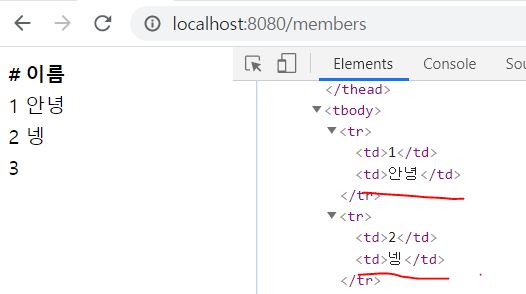 localhost:8080/members
# 이름
1 안녕
2 넹
3
Elements Console Sou
</thead>
<tbody>
<tr>
<td>1</td>
<td>안녕</td>
</tr>
<tr>
<td>2</td>
<td>넹</td>
</tr>